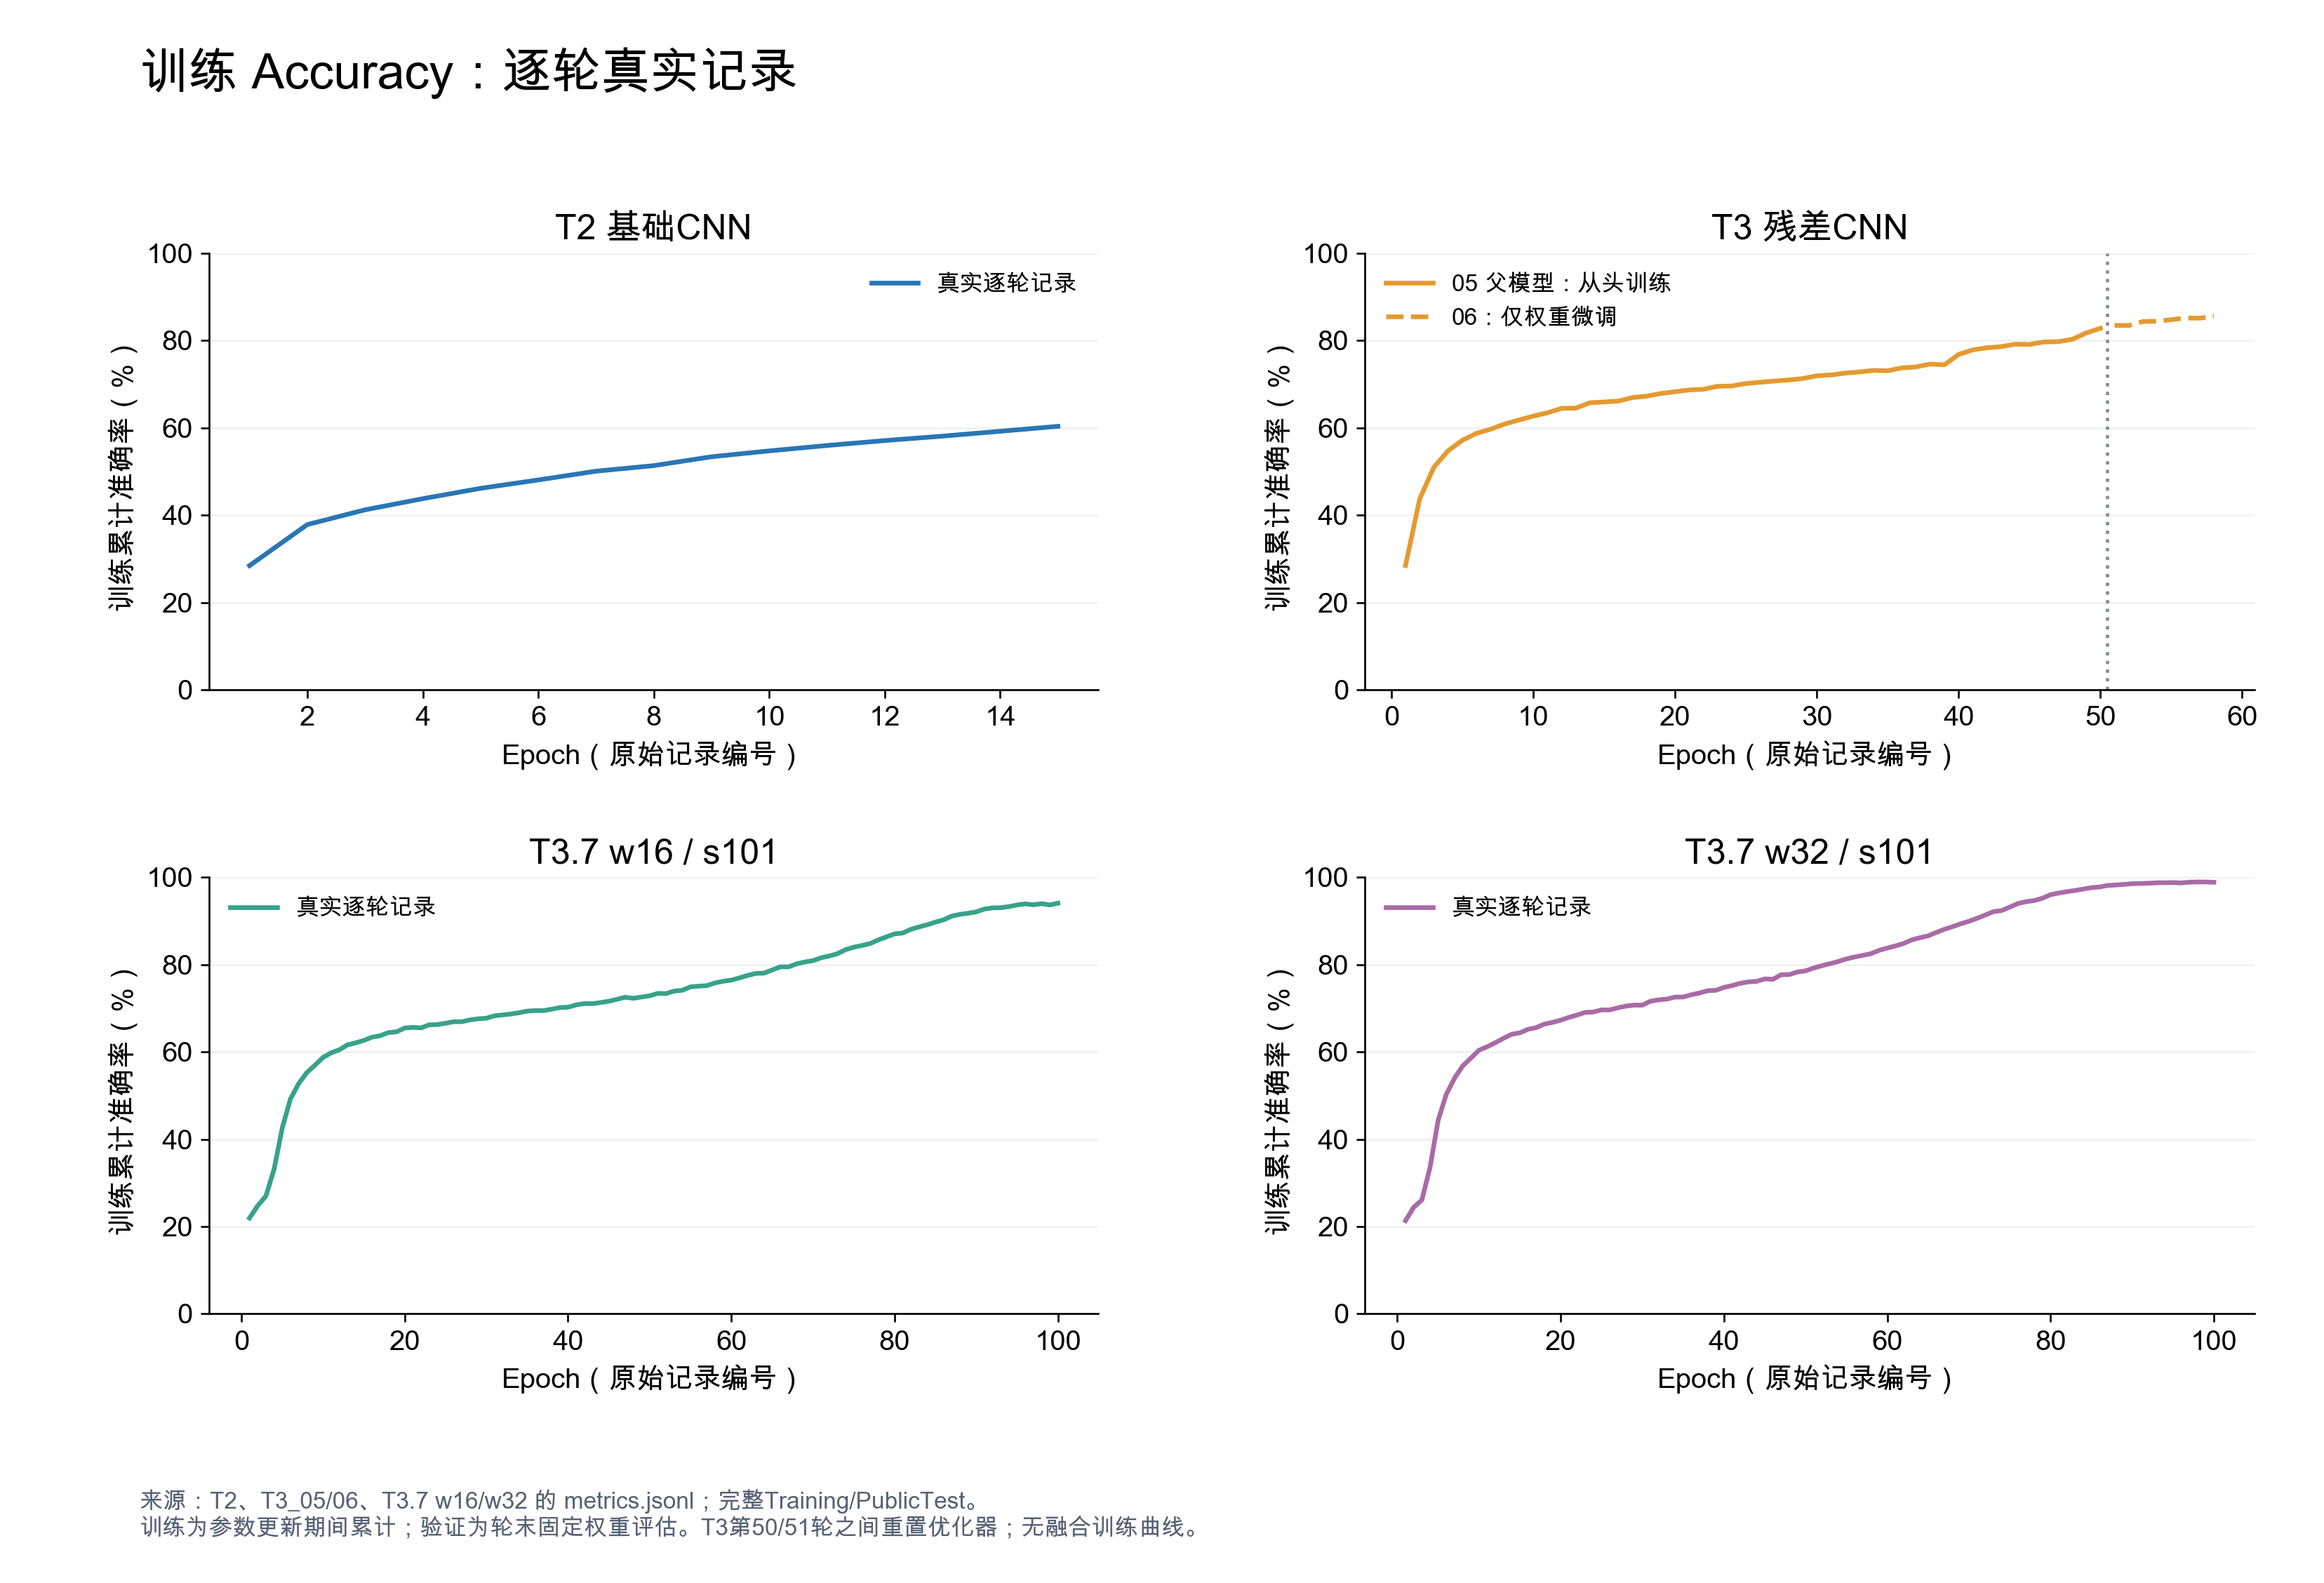 训练 Accuracy：逐轮真实记录
T2 基础CNN
真实逐轮记录
训练累计准确率（%）
100
80
60
40
20
0
2 4 6 8 10 12 14
Epoch（原始记录编号）
T3 残差CNN
05 父模型：从头训练
06：仅权重微调
训练累计准确率（%）
100
80
60
40
20
0
0 10 20 30 40 50 60
Epoch（原始记录编号）
T3.7 w16 / s101
真实逐轮记录
训练累计准确率（%）
100
80
60
40
20
0
0 20 40 60 80 100
Epoch（原始记录编号）
T3.7 w32 / s101
真实逐轮记录
训练累计准确率（%）
100
80
60
40
20
0
0 20 40 60 80 100
Epoch（原始记录编号）
来源：T2、T3_05/06、T3.7 w16/w32 的 metrics.jsonl；完整Training/PublicTest。
训练为参数更新期间累计；验证为轮末固定权重评估。T3第50/51轮之间重置优化器；无融合训练曲线。